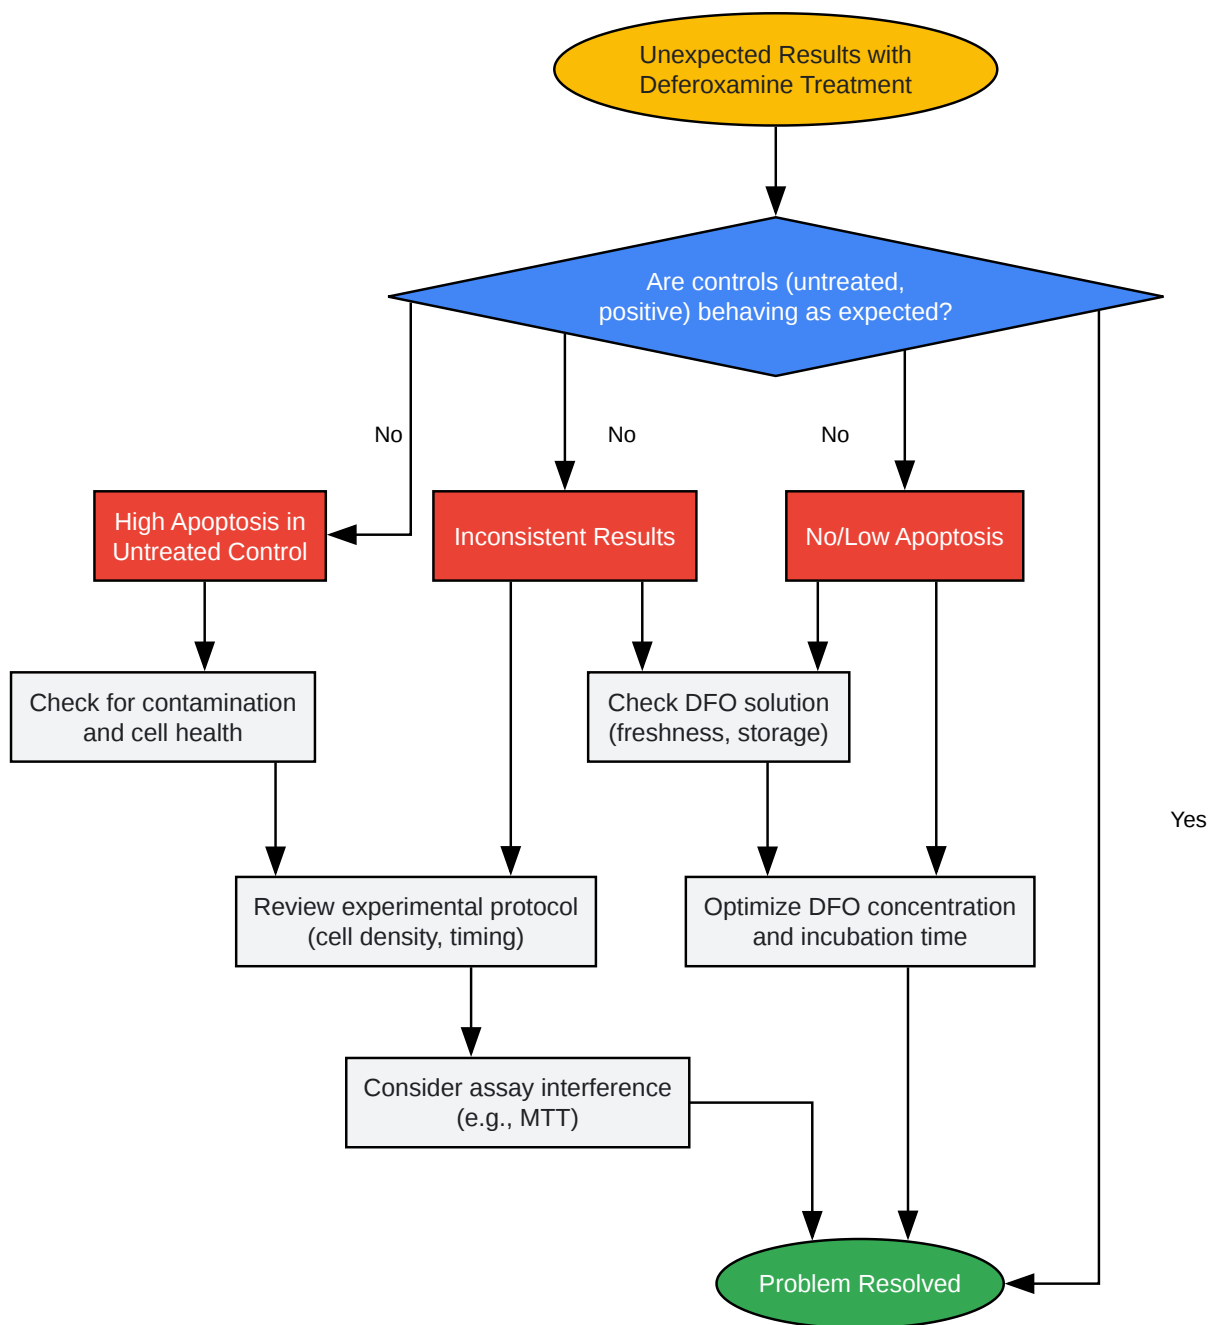 Unexpected Results with
Deferoxamine Treatment
Are controls (untreated,
positive) behaving as expected?
No
No
No
High Apoptosis in
Untreated Control
Inconsistent Results
No/Low Apoptosis
Check for contamination
and cell health
Check DFO solution
(freshness, storage)
Yes
Review experimental protocol
(cell density, timing)
Optimize DFO concentration
and incubation time
Consider assay interference
(e.g., MTT)
Problem Resolved